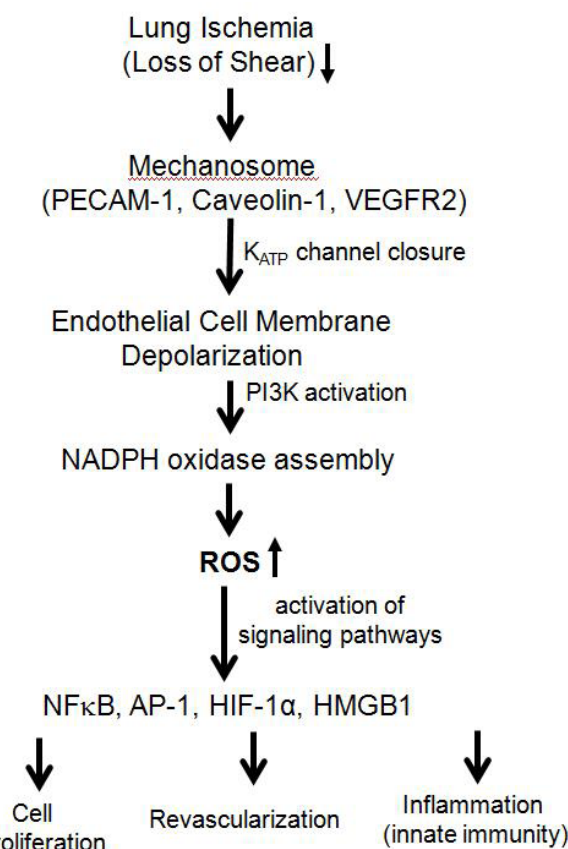 Lung Ischemia
(Loss of Shear)
Mechanosome
(PECAM-1, Caveolin-1, VEGFR2)
K_ATP channel closure
Endothelial Cell Membrane
Depolarization
PI3K activation
NADPH oxidase assembly
ROS
activation of
signaling pathways
NFκB, AP-1, HIF-1α, HMGB1
Cell
roliferation
Revascularization
Inflammation
(innate immunity)